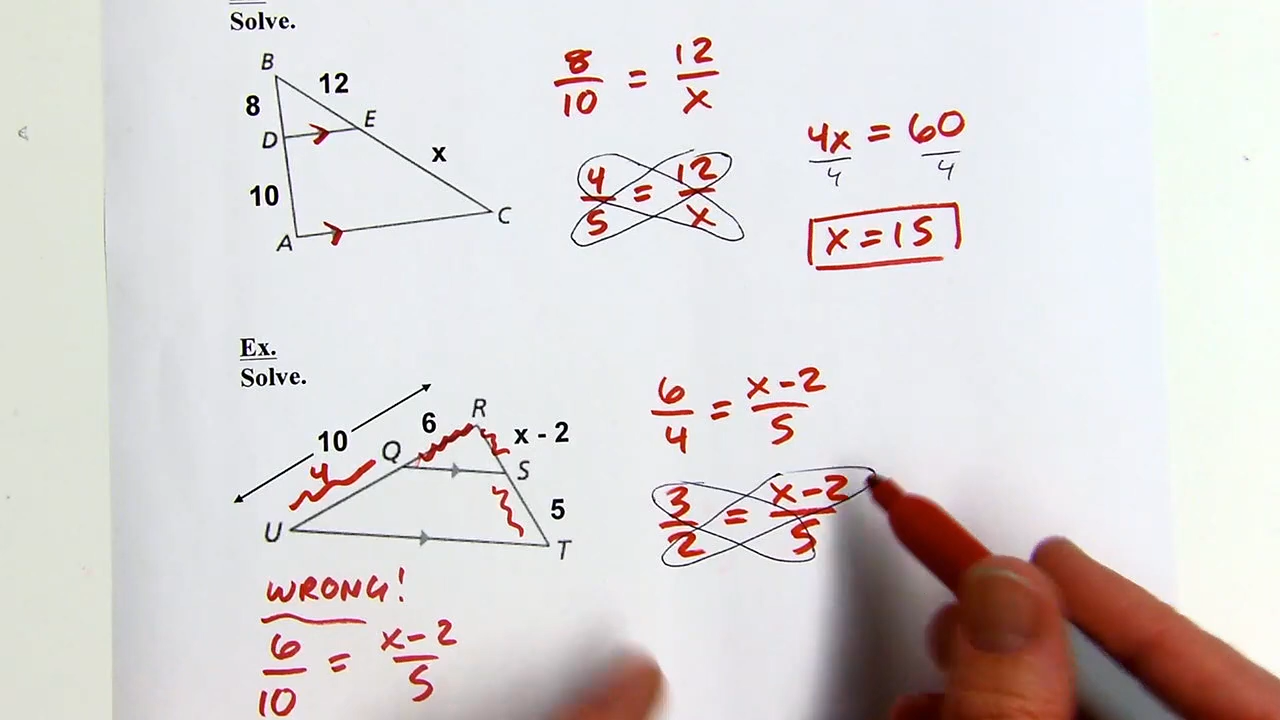 Solve.
B
12
8
D
E
x
10
A
C
8/10 = 12/x
4/5 = 12/x
4x/4 = 60/4
x = 15
Ex.
Solve.
10
6
R
x - 2
4
Q
S
5
U
T
6/4 = x-2/5
3/2 = x-2/5
WRONG!
6/10 = x-2/5